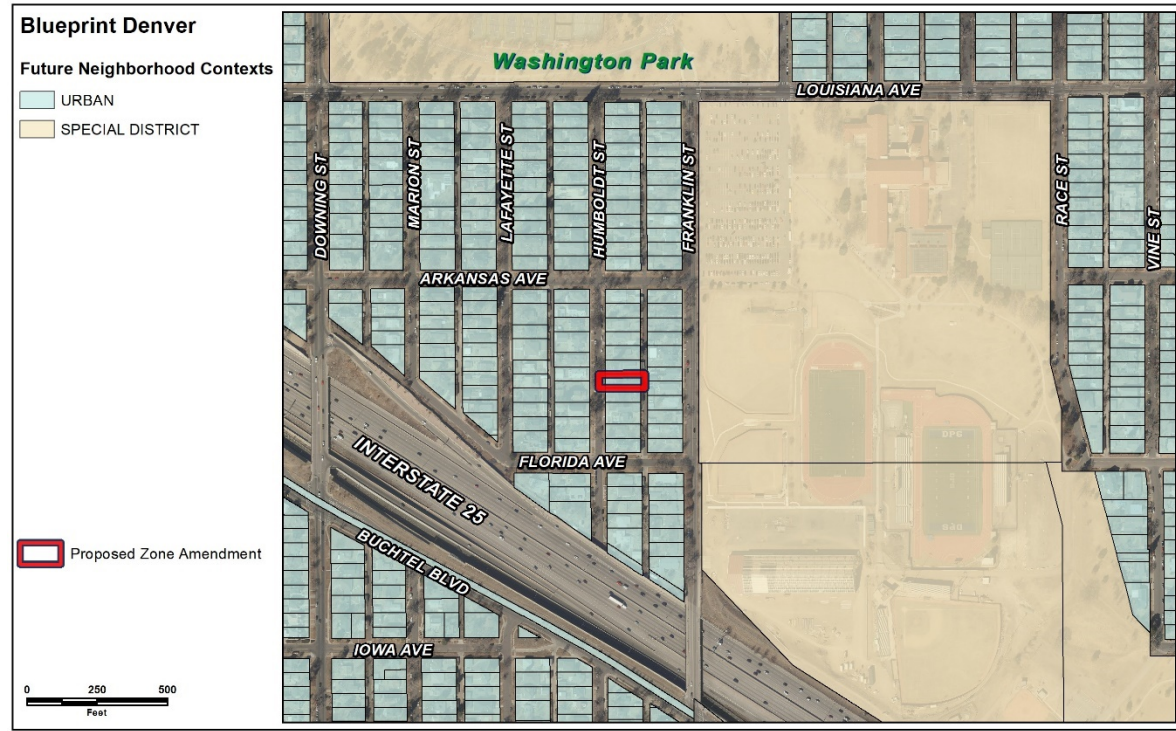 Blueprint Denver
Future Neighborhood Contexts
URBAN
SPECIAL DISTRICT
Proposed Zone Amendment
0 250 500
Feet
Washington Park
LOUISIANA AVE
DOWNING ST
MARION ST
LAFAYETTE ST
HUMBOLDT ST
FRANKLIN ST
RACE ST
VINE ST
ARKANSAS AVE
FLORIDA AVE
INTERSTATE 25
BUCHTEL BLVD
IOWA AVE